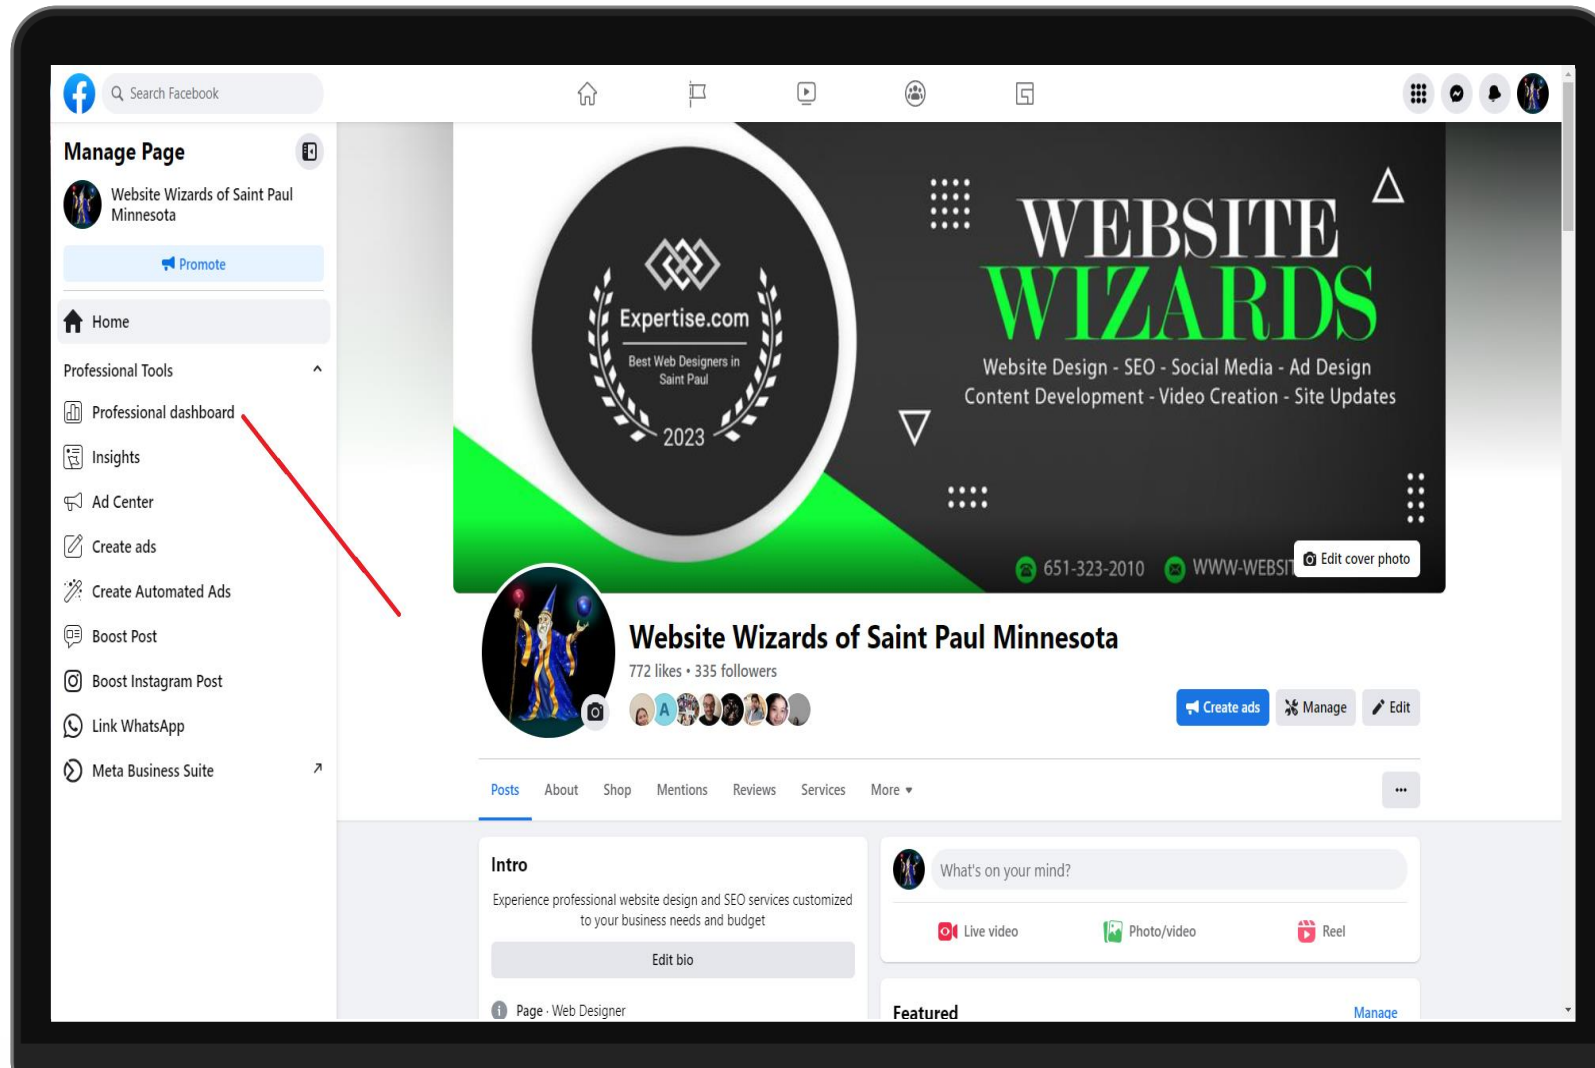 Search Facebook
Manage Page
Website Wizards of Saint Paul
Minnesota
Promote
Home
Professional Tools
Professional dashboard
Insights
Ad Center
Create ads
Create Automated Ads
Boost Post
Boost Instagram Post
Link WhatsApp
Meta Business Suite
Expertise.com
Best Web Designers in
Saint Paul
2023
WEBSITE
WIZARDS
Website Design - SEO - Social Media - Ad Design
Content Development - Video Creation - Site Updates
651-323-2010 WWW-WEBSIT
Edit cover photo
Website Wizards of Saint Paul Minnesota
772 likes • 335 followers
A
Create ads Manage Edit
Posts About Shop Mentions Reviews Services More
Intro
Experience professional website design and SEO services customized
to your business needs and budget
Edit bio
Page · Web Designer
What's on your mind?
Live video Photo/video Reel
Featured Manage